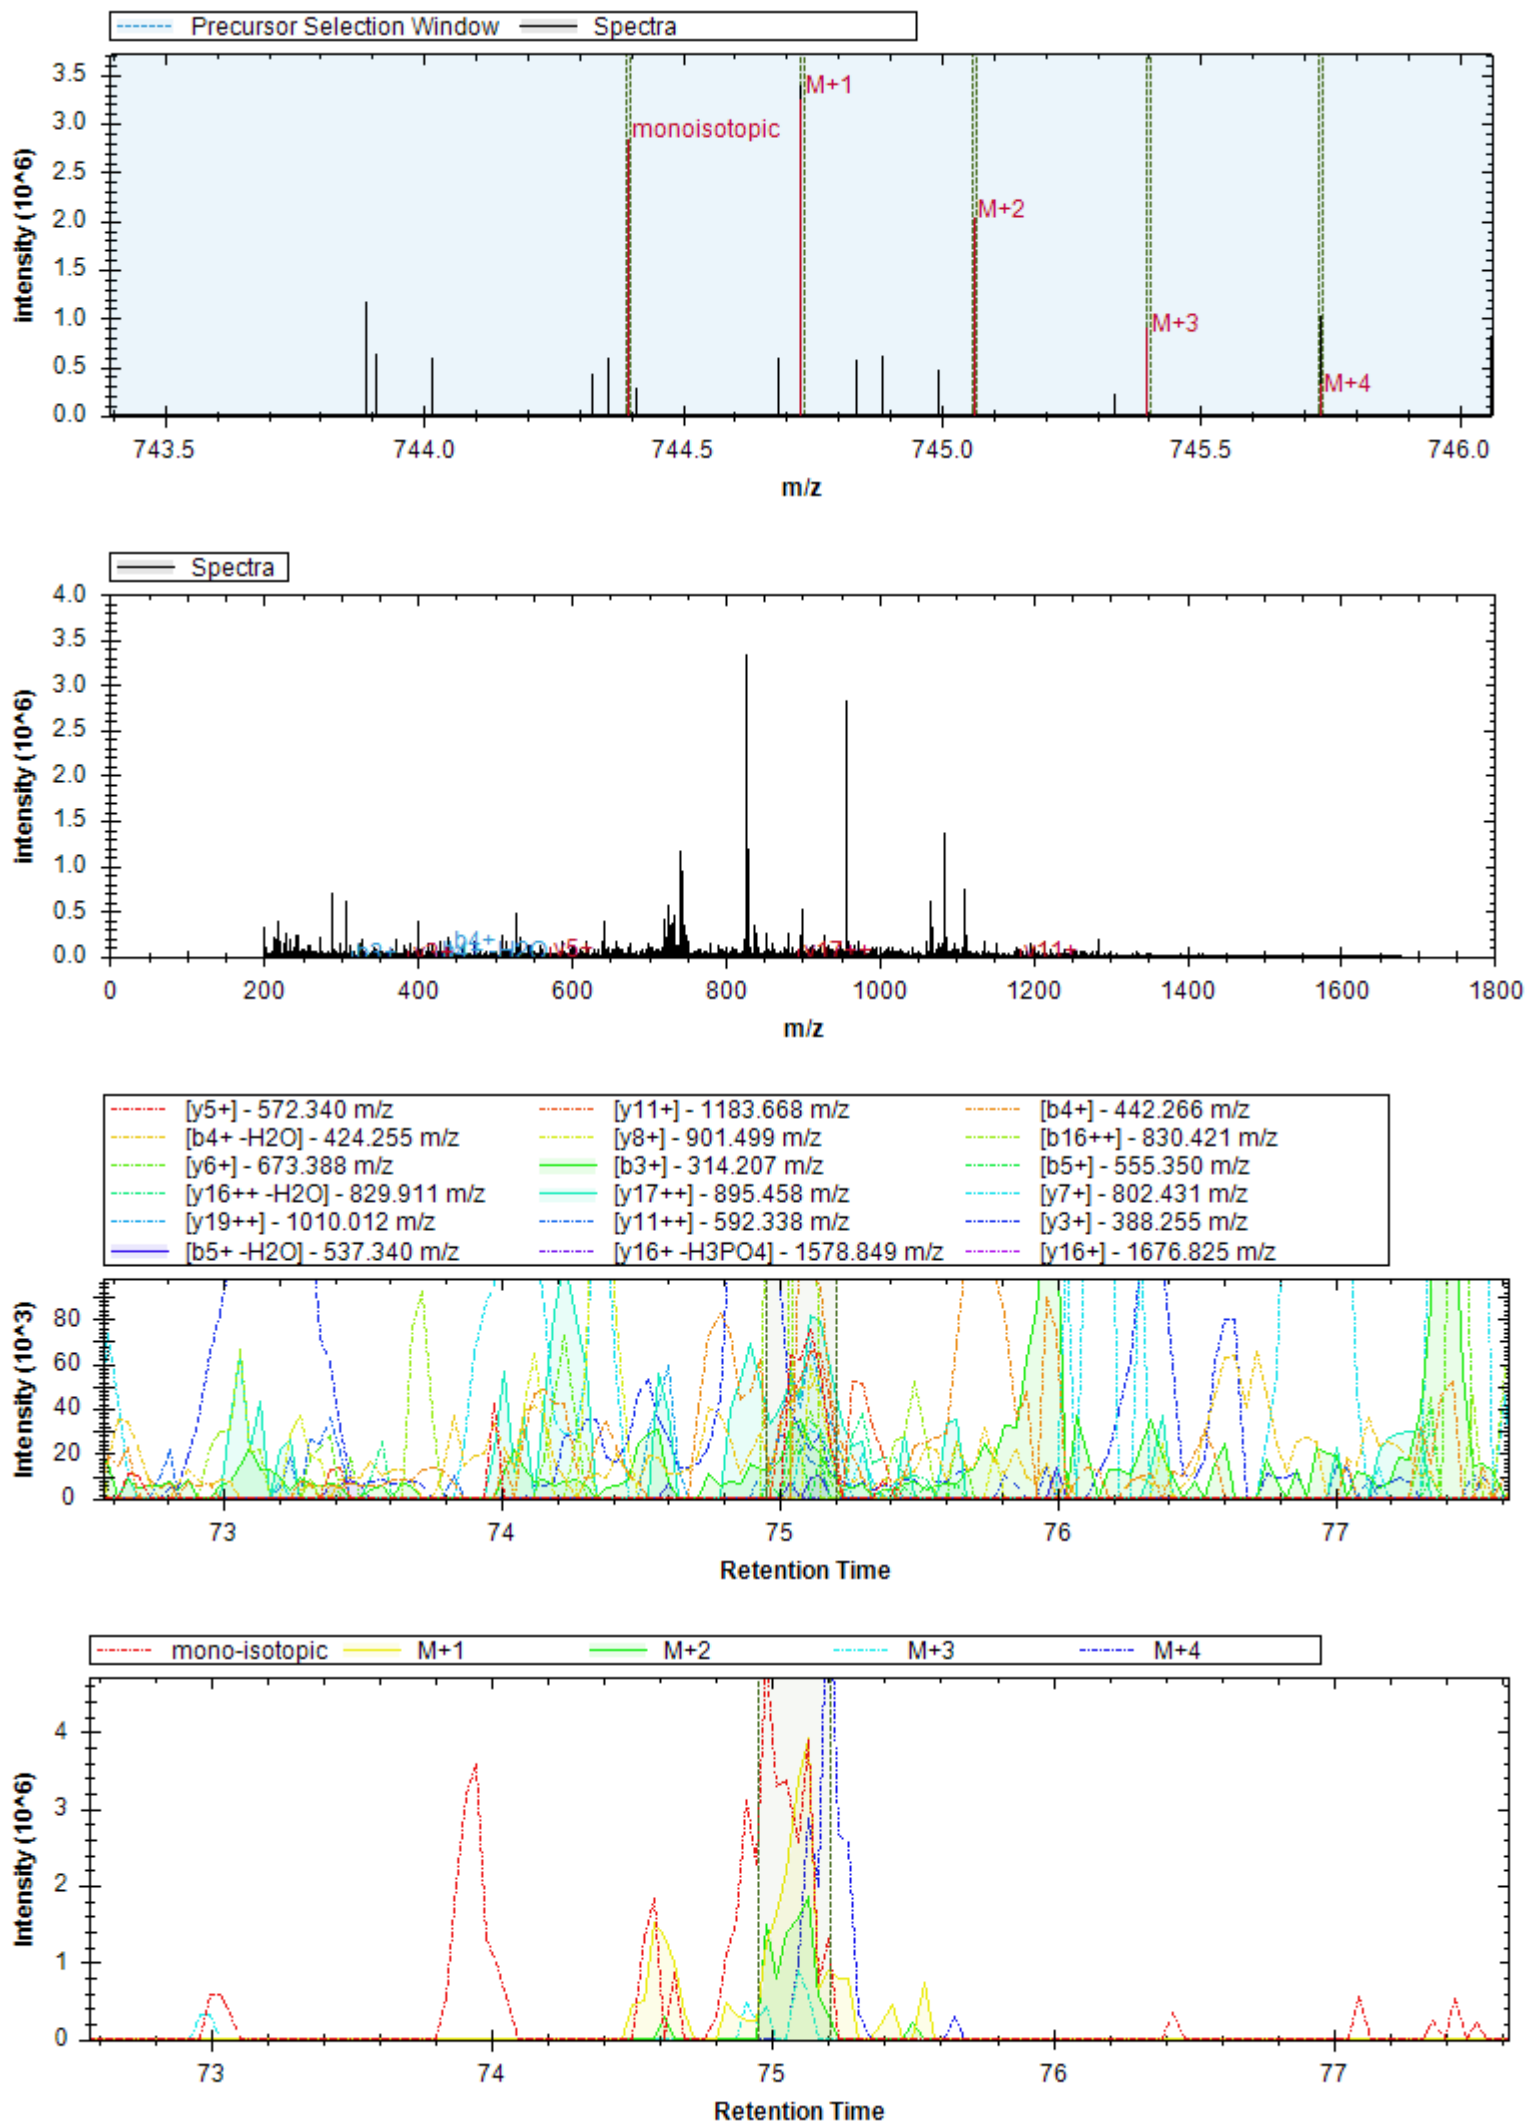 Precursor Selection Window Spectra
3.5
3.0
2.5
2.0
1.5
1.0
0.5
0.0
intensity (10^6)
monoisotopic
M+1
M+2
M+3
M+4
743.5 744.0 744.5 745.0 745.5 746.0
m/z
Spectra
4.0
3.5
3.0
2.5
2.0
1.5
1.0
0.5
0.0
intensity (10^6)
b4+
y5+
y11+
0 200 400 600 800 1000 1200 1400 1600 1800
m/z
[y5+] - 572.340 m/z [y11+] - 1183.668 m/z [b4+] - 442.266 m/z
[b4+ -H2O] - 424.255 m/z [y8+] - 901.499 m/z [b16++] - 830.421 m/z
[y6+] - 673.388 m/z [b3+] - 314.207 m/z [b5+] - 555.350 m/z
[y16++ -H2O] - 829.911 m/z [y17++] - 895.458 m/z [y7+] - 802.431 m/z
[y19++] - 1010.012 m/z [y11++] - 592.338 m/z [y3+] - 388.255 m/z
[b5+ -H2O] - 537.340 m/z [y16+ -H3PO4] - 1578.849 m/z [y16+] - 1676.825 m/z
80
60
40
20
0
Intensity (10^3)
73 74 75 76 77
Retention Time
mono-isotopic M+1 M+2 M+3 M+4
4
3
2
1
0
Intensity (10^6)
73 74 75 76 77
Retention Time